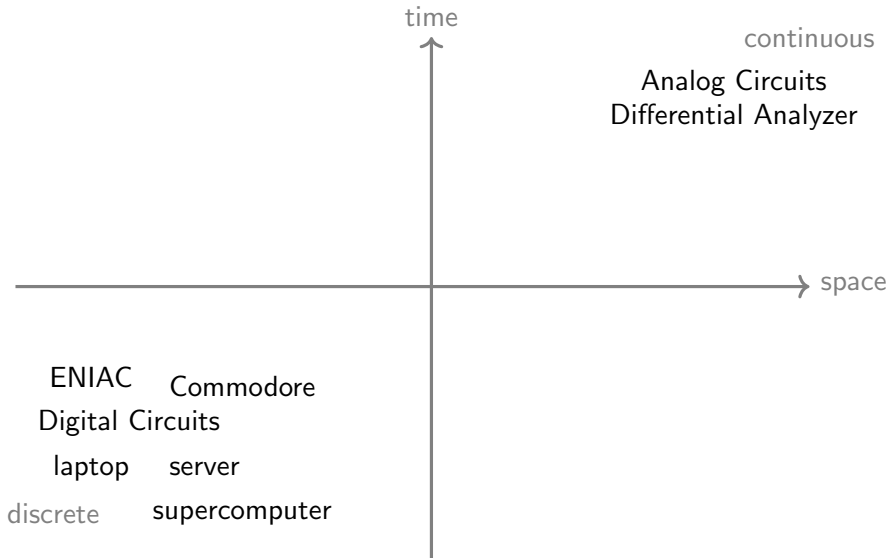 time
continuous
Analog Circuits
Differential Analyzer
space
ENIAC
Commodore
Digital Circuits
laptop
server
discrete
supercomputer